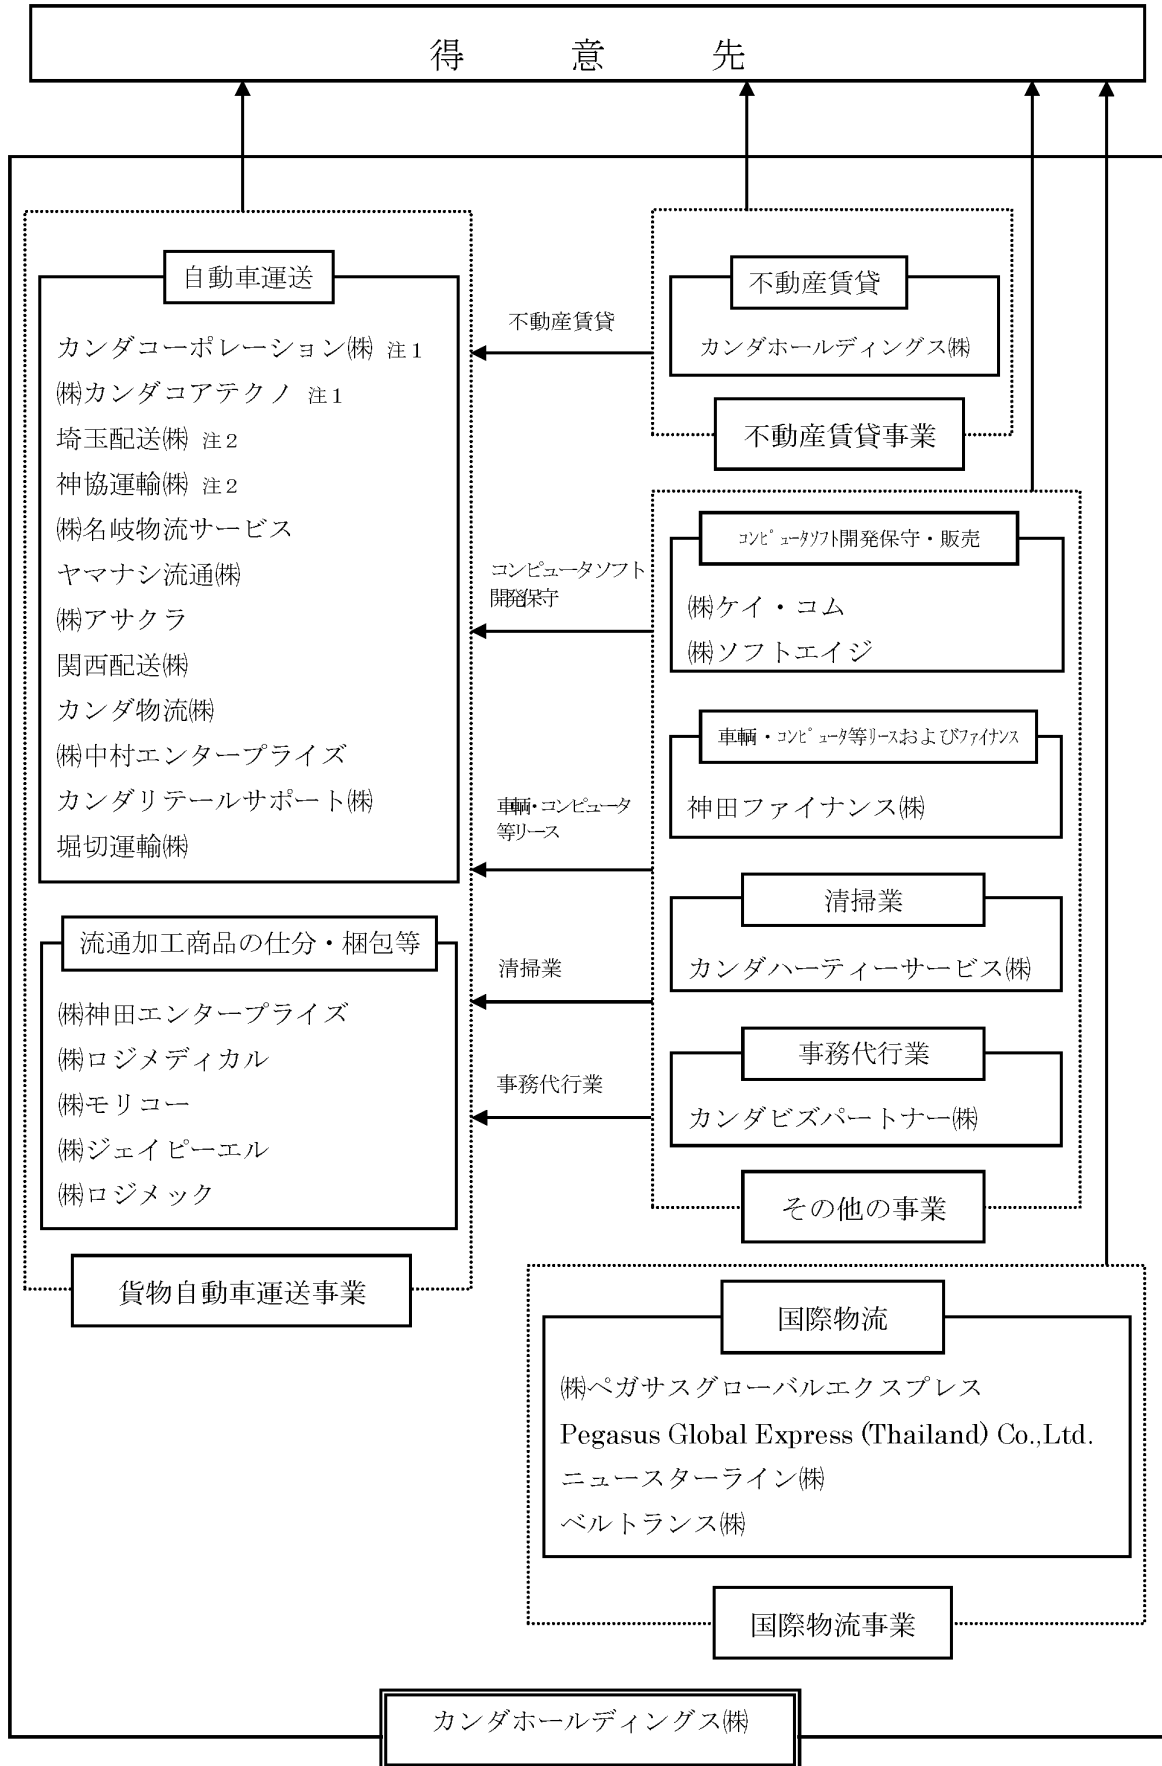 得意先
自動車運送
カンダコーポレーション㈱ 注1
㈱カンダコアテクノ 注1
埼玉配送㈱ 注2
神協運輸㈱ 注2
㈱名岐物流サービス
ヤマナシ流通㈱
㈱アサクラ
関西配送㈱
カンダ物流㈱
㈱中村エンタープライズ
カンダリテールサポート㈱
堀切運輸㈱
流通加工商品の仕分・梱包等
㈱神田エンタープライズ
㈱ロジメディカル
㈱モリコー
㈱ジェイピーエル
㈱ロジメック
貨物自動車運送事業
不動産賃貸
コンピュータソフト
開発保守
車輌・コンピュータ
等リース
清掃業
事務代行業
不動産賃貸
カンダホールディングス㈱
不動産賃貸事業
コンピュータソフト開発保守・販売
㈱ケイ・コム
㈱ソフトエイジ
車輌・コンピュータ等リースおよびファイナンス
神田ファイナンス㈱
清掃業
カンダハーティーサービス㈱
事務代行業
カンダビズパートナー㈱
その他の事業
国際物流
㈱ペガサスグローバルエクスプレス
Pegasus Global Express (Thailand) Co.,Ltd.
ニュースターライン㈱
ベルトランス㈱
国際物流事業
カンダホールディングス㈱